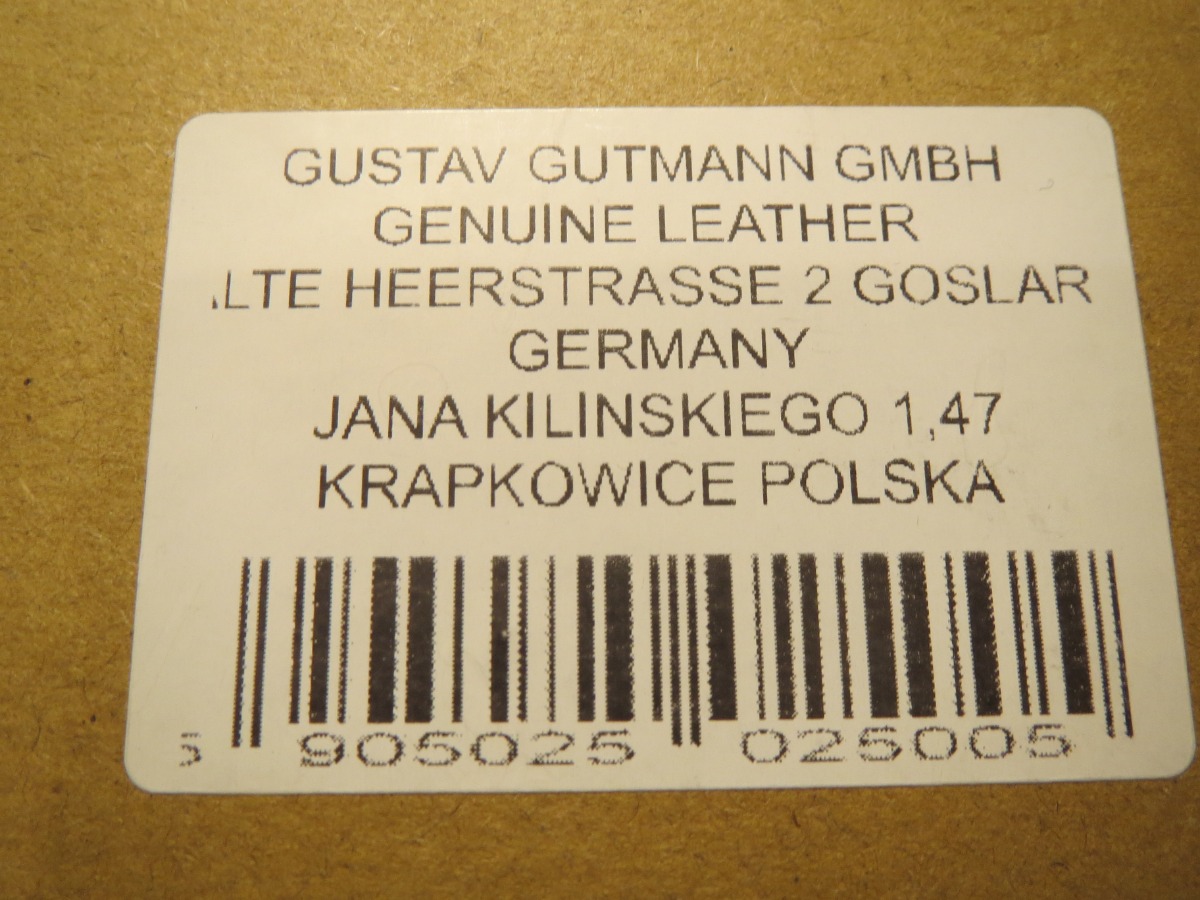 GUSTAV GUTMANN GMBH
GENUINE LEATHER
LTE HEERSTRASSE 2 GOSLAR
GERMANY
JANA KILINSKIEGO 1,47
KRAPKOWICE POLSKA
5 905025 025005